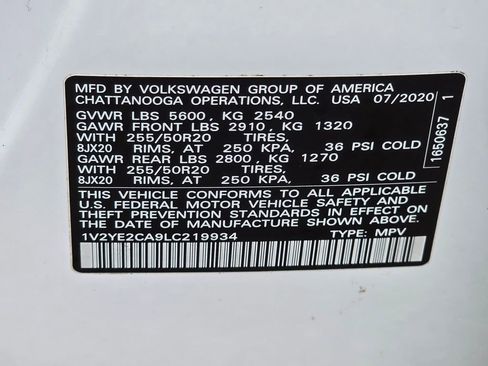 MFD BY VOLKSWAGEN GROUP OF AMERICA
CHATTANOOGA OPERATIONS, LLC. USA 07/2020
GVWR LBS 5600, KG 2540
GAWR FRONT LBS 2910, KG 1320
WITH 255/50R20 TIRES,
8JX20 RIMS, AT 250 KPA, 36 PSI COLD
GAWR REAR LBS 2800, KG 1270
WITH 255/50R20 TIRES,
8JX20 RIMS, AT 250 KPA, 36 PSI COLD
THIS VEHICLE CONFORMS TO ALL APPLICABLE
U.S. FEDERAL MOTOR VEHICLE SAFETY AND
THEFT PREVENTION STANDARDS IN EFFECT ON
THE DATE OF MANUFACTURE SHOWN ABOVE.
1V2YE2CA9LC219934 TYPE: MPV
1650637 1